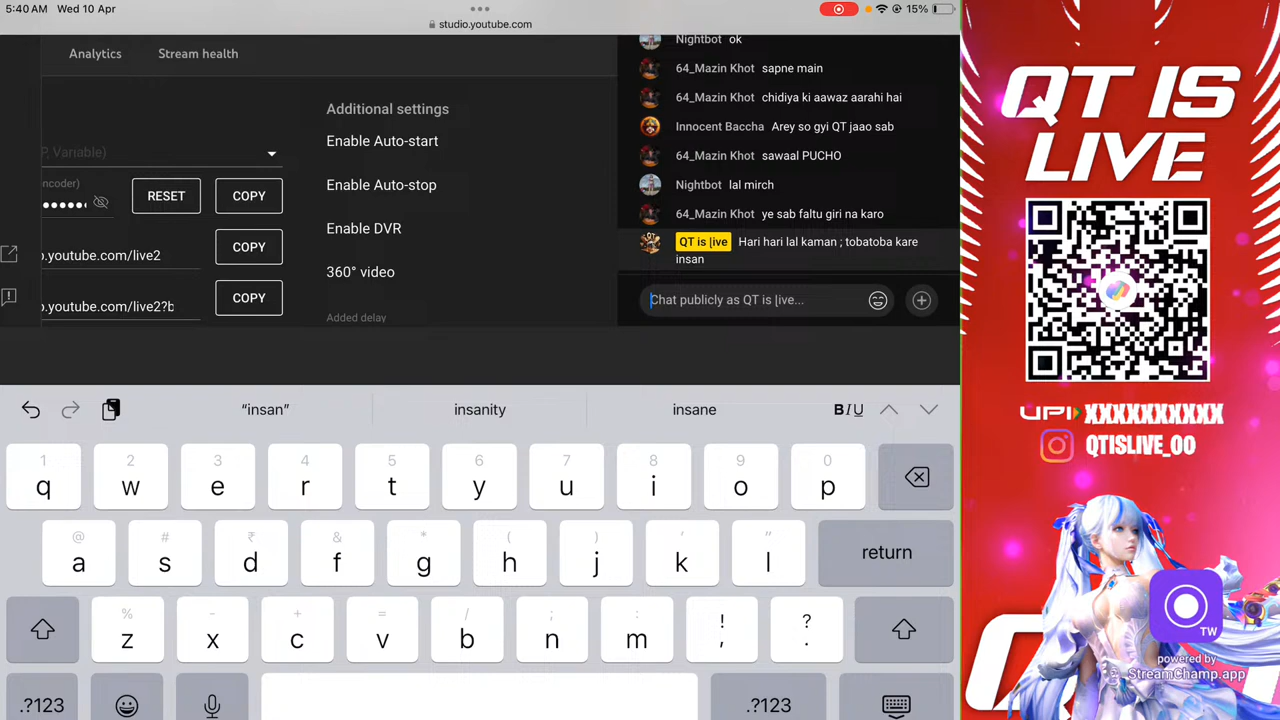 5:40 AM Wed 10 Apr
15%
studio.youtube.com
Analytics
Stream health
P, Variable)
encoder)
RESET
COPY
COPY
o.youtube.com/live2
COPY
o.youtube.com/live2?b
Additional settings
Enable Auto-start
Enable Auto-stop
Enable DVR
360° video
Added delay
Nightbot ok
64_Mazin Khot sapne main
64_Mazin Khot chidiya ki aawaz aarahi hai
Innocent Baccha Arey so gyi QT jaao sab
64_Mazin Khot sawaal PUCHO
Nightbot lal mirch
64_Mazin Khot ye sab faltu giri na karo
QT is |ive Hari hari lal kaman ; tobatoba kare
insan
Chat publicly as QT is |ive...
“insan” insanity insane BIU
1 2 3 4 5 6 7 8 9 0
q w e r t y u i o p
@ # ₹ & * ( ) ' "
a s d f g h j k l return
% - + = / ; : ! ?
z x c v b n m , .
.?123 .?123
QT IS
LIVE
UPI XXXXXXXXXX
QTISLIVE_00
TW
powered by
StreamChamp.app